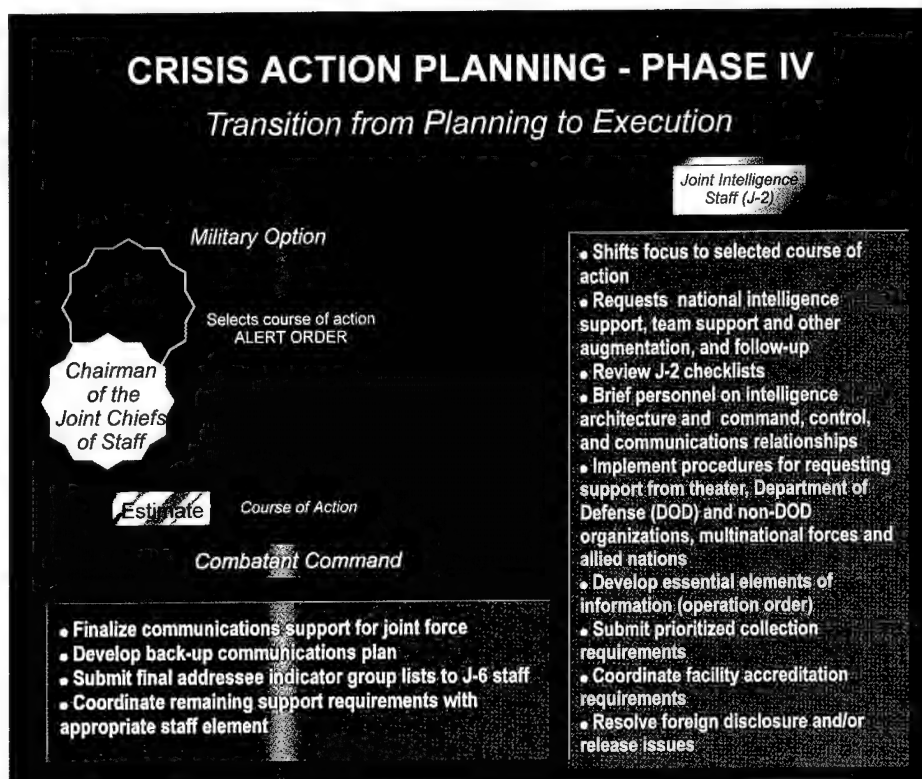 CRISIS ACTION PLANNING - PHASE IV
Transition from Planning to Execution
Joint Intelligence
Staff (J-2)
Military Option
Selects course of action
ALERT ORDER
Chairman
of the
Joint Chiefs
of Staff
Estimate
Course of Action
Combatant Command
• Finalize communications support for joint force
• Develop back-up communications plan
• Submit final addressee indicator group lists to J-6 staff
• Coordinate remaining support requirements with
appropriate staff element
• Shifts focus to selected course of
action
• Requests national intelligence
support, team support and other
augmentation, and follow-up
• Review J-2 checklists
• Brief personnel on intelligence
architecture and command, control,
and communications relationships
• Implement procedures for requesting
support from theater, Department of
Defense (DOD) and non-DOD
organizations, multinational forces and
allied nations
• Develop essential elements of
information (operation order)
• Submit prioritized collection
requirements
• Coordinate facility accreditation
requirements
• Resolve foreign disclosure and/or
release issues